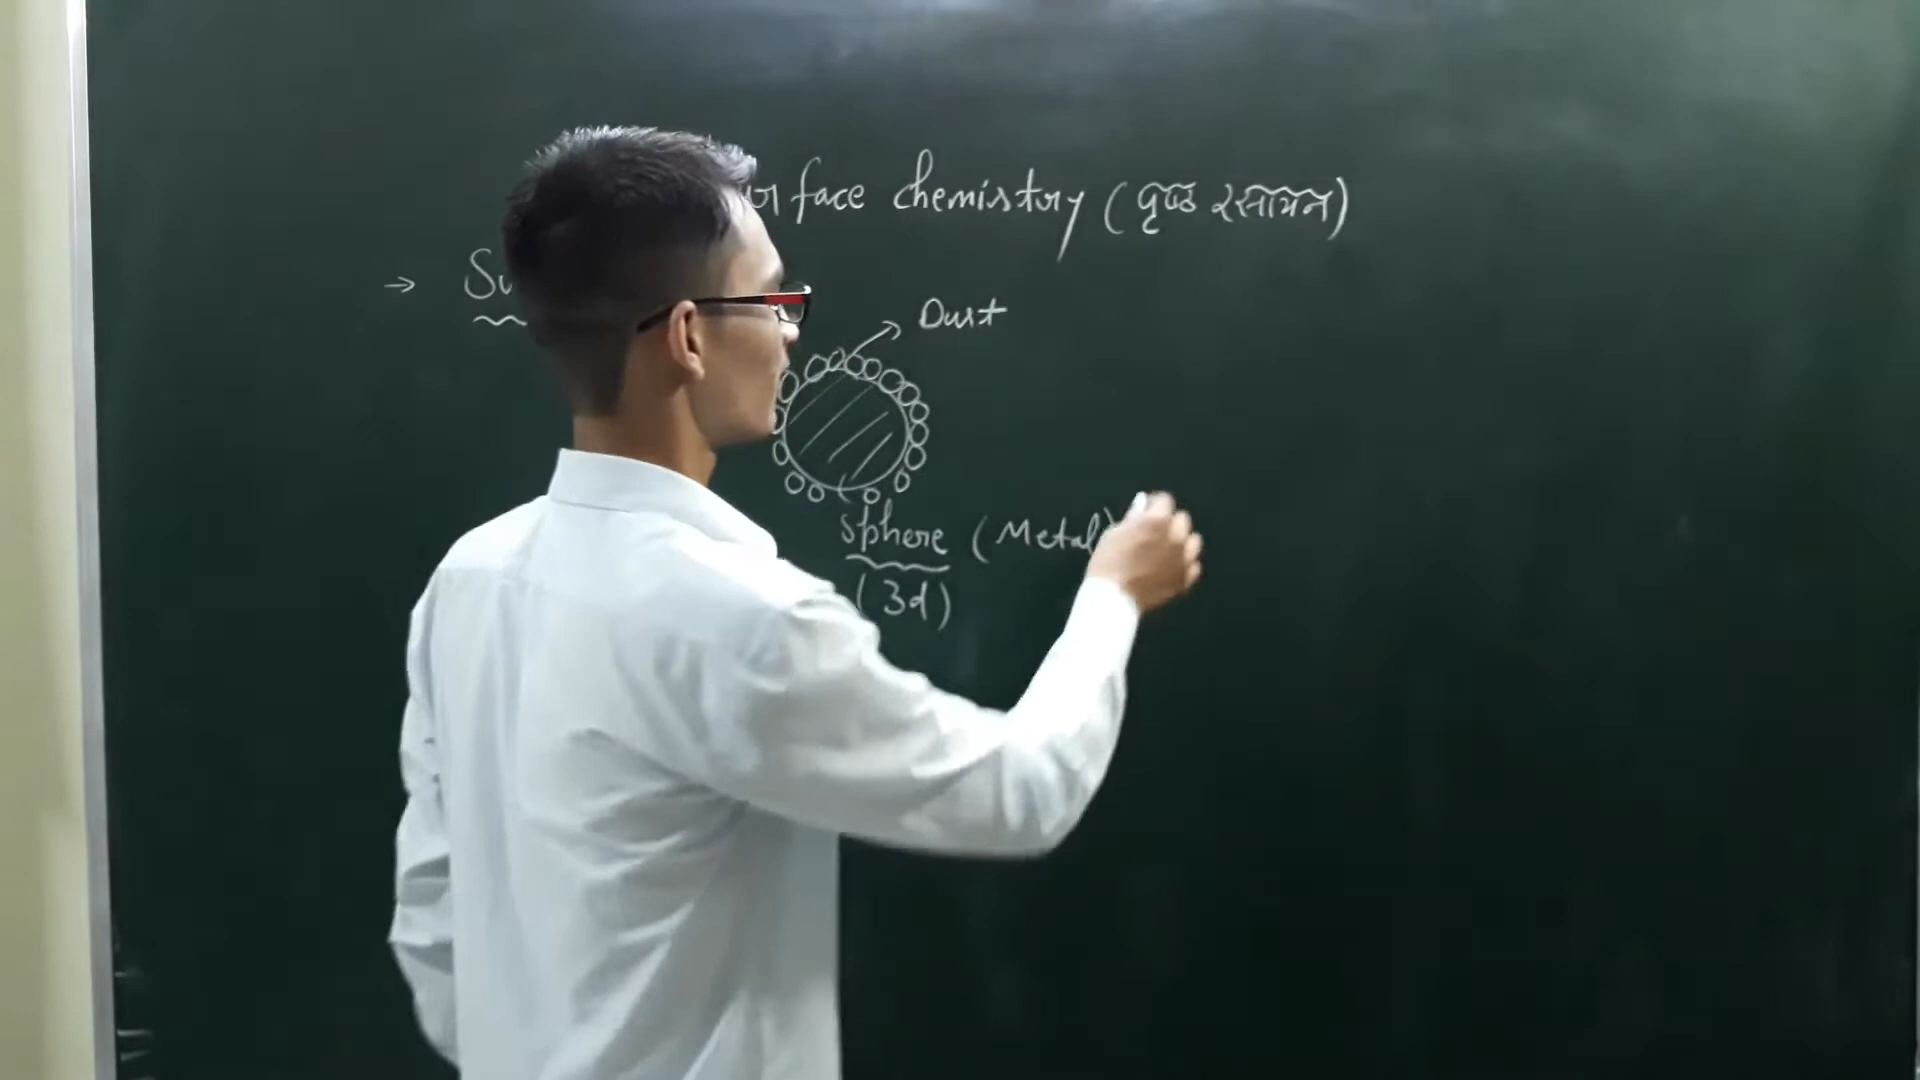 face chemistry (पृष्ठ रसायन)
→
Dust
sphere (Metal)
(3d)